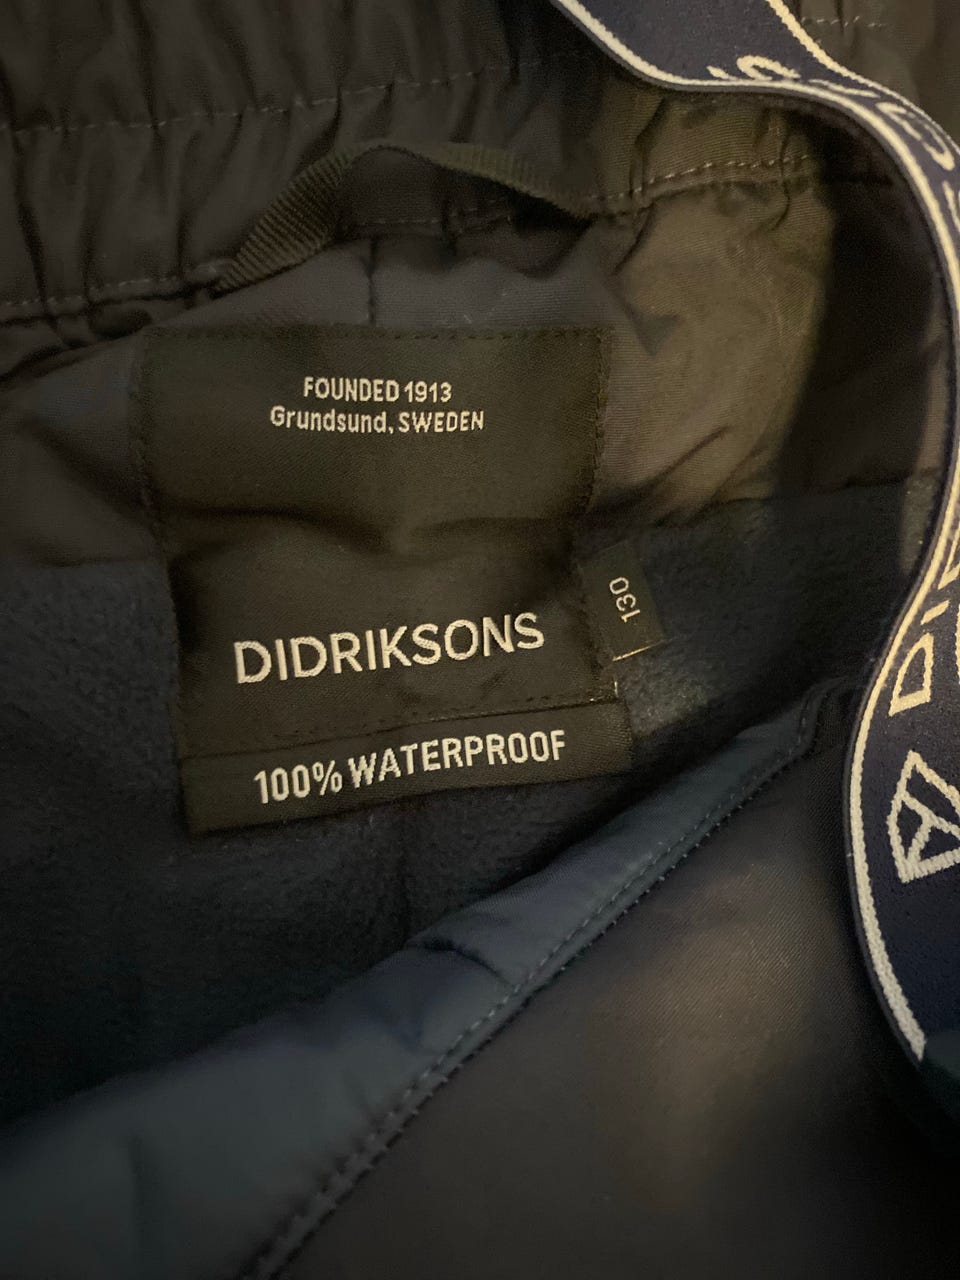 FOUNDED 1913
Grundsund, SWEDEN
DIDRIKSONS
130
100% WATERPROOF